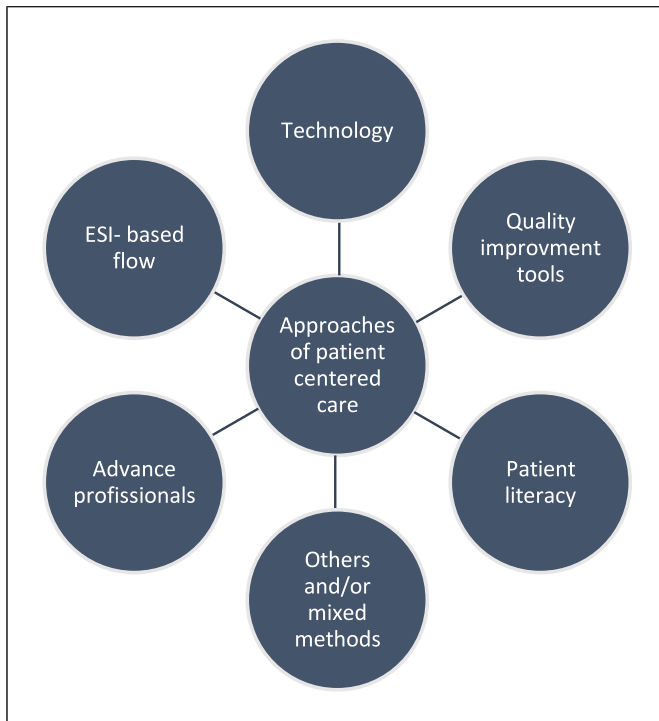 Technology
ESI- based
flow
Quality
improvment
tools
Approaches
of patient
centered
care
Advance
profissionals
Patient
literacy
Others
and/or
mixed
methods